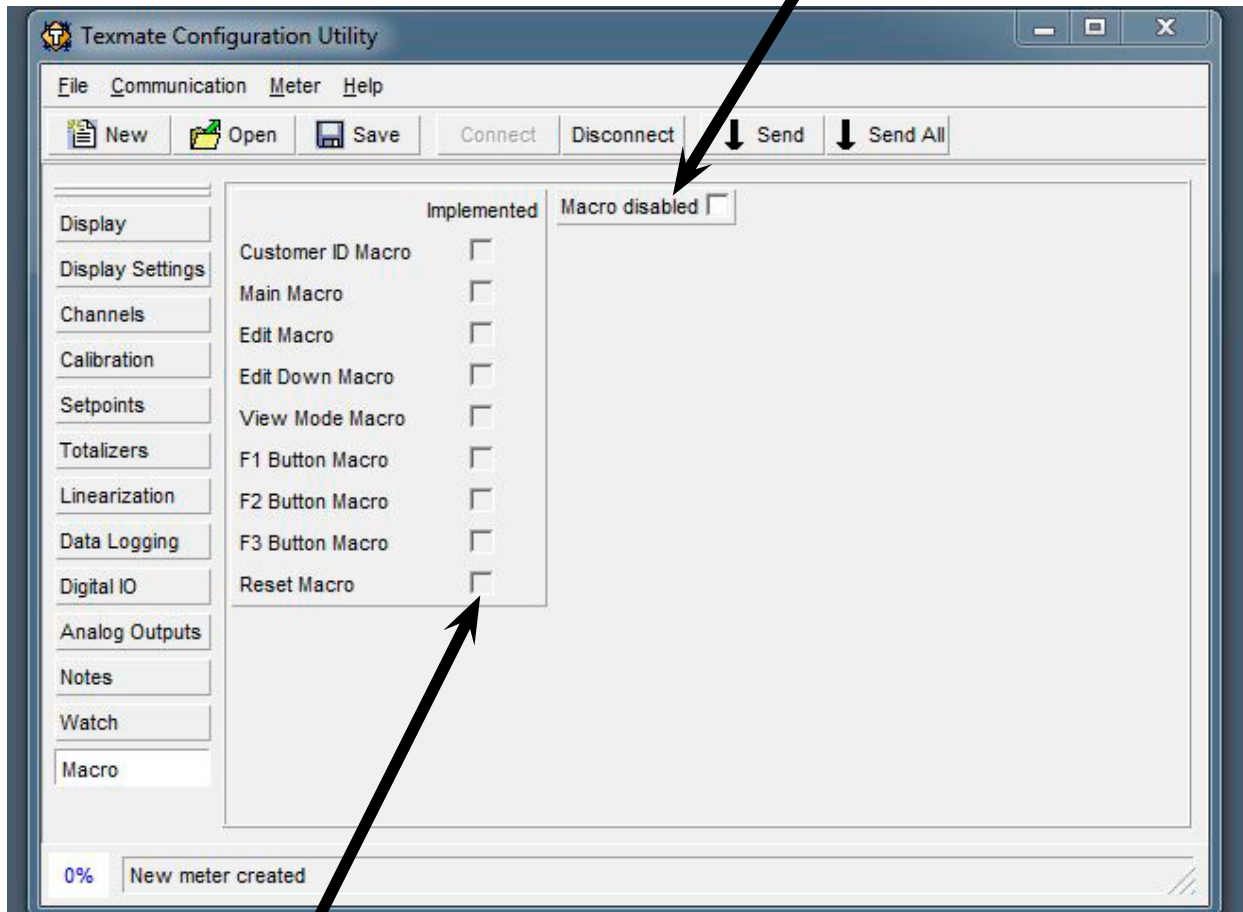 Texmate Configuration Utility
File Communication Meter Help
New Open Save Connect Disconnect Send Send All
Display
Display Settings
Channels
Calibration
Setpoints
Totalizers
Linearization
Data Logging
Digital IO
Analog Outputs
Notes
Watch
Macro
Implemented
Customer ID Macro
Main Macro
Edit Macro
Edit Down Macro
View Mode Macro
F1 Button Macro
F2 Button Macro
F3 Button Macro
Reset Macro
Macro disabled
0% New meter created